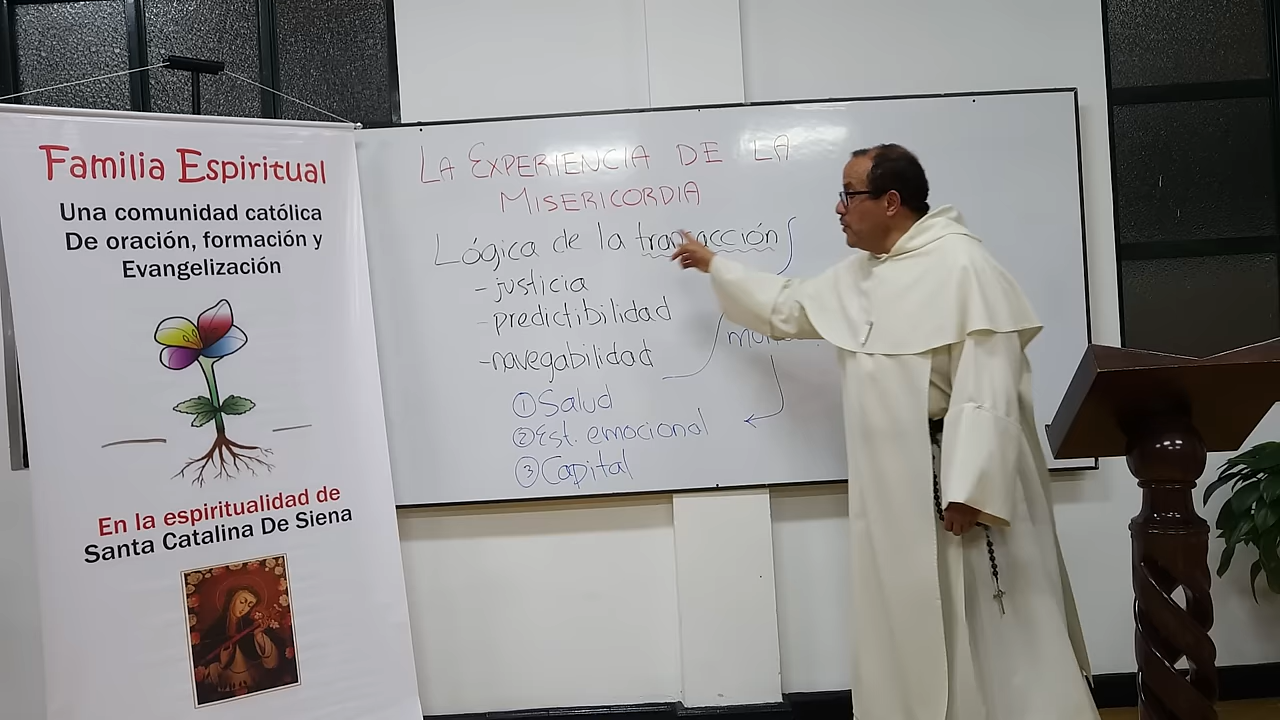 Familia Espiritual
Una comunidad católica
De oración, formación y
Evangelización
En la espiritualidad de
Santa Catalina De Siena
LA EXPERIENCIA DE LA
MISERICORDIA
Lógica de la transacción
-justicia
-predictibilidad
-navegabilidad
①Salud
②Est. emocional
③Capital